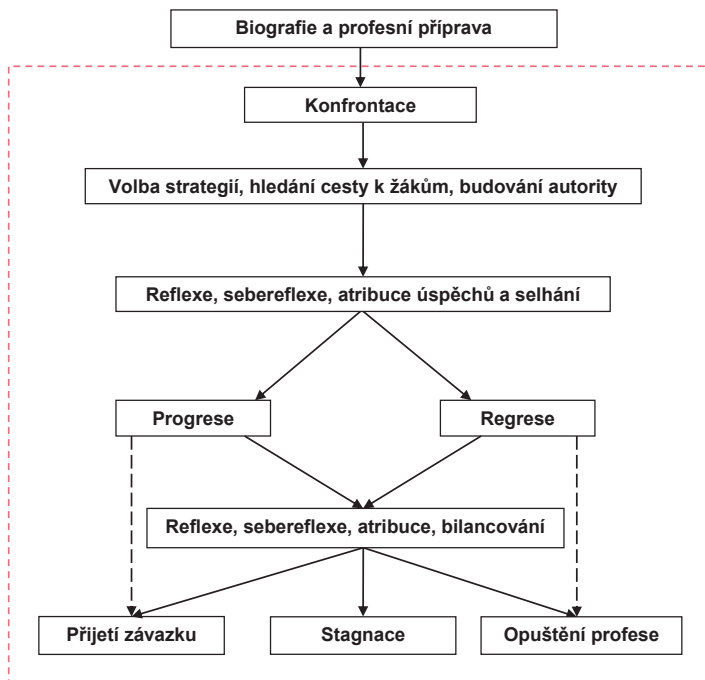 Biografie a profesní příprava
Konfrontace
Volba strategií, hledání cesty k žákům, budování autority
Reflexe, sebereflexe, atribuce úspěchů a selhání
Progrese
Regrese
Reflexe, sebereflexe, atribuce, bilancování
Přijetí závazku
Stagnace
Opuštění profese